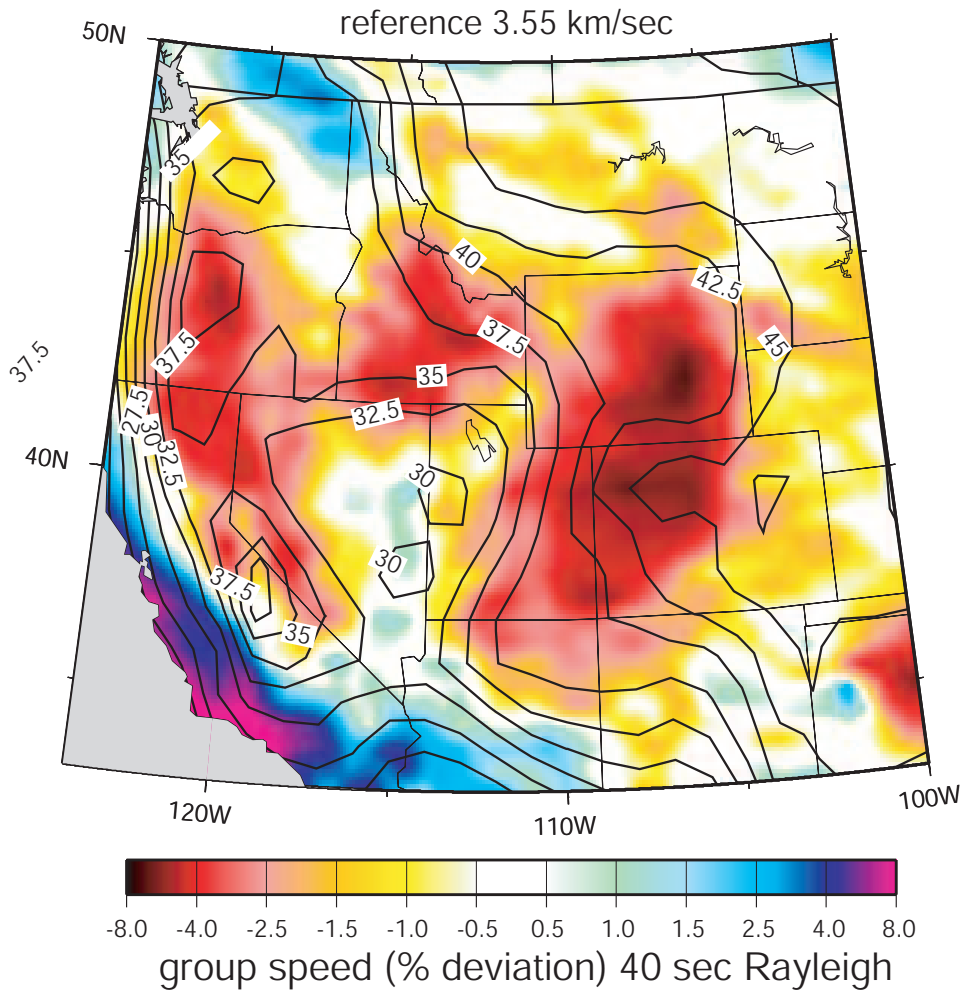 reference 3.55 km/sec
50N
35
40
42.5
37.5
37.5
45
37.5
35
32.5
27.5
30
32.5
40N
30
30
37.5
35
120W
110W
100W
-8.0 -4.0 -2.5 -1.5 -1.0 -0.5 0.5 1.0 1.5 2.5 4.0 8.0
group speed (% deviation) 40 sec Rayleigh